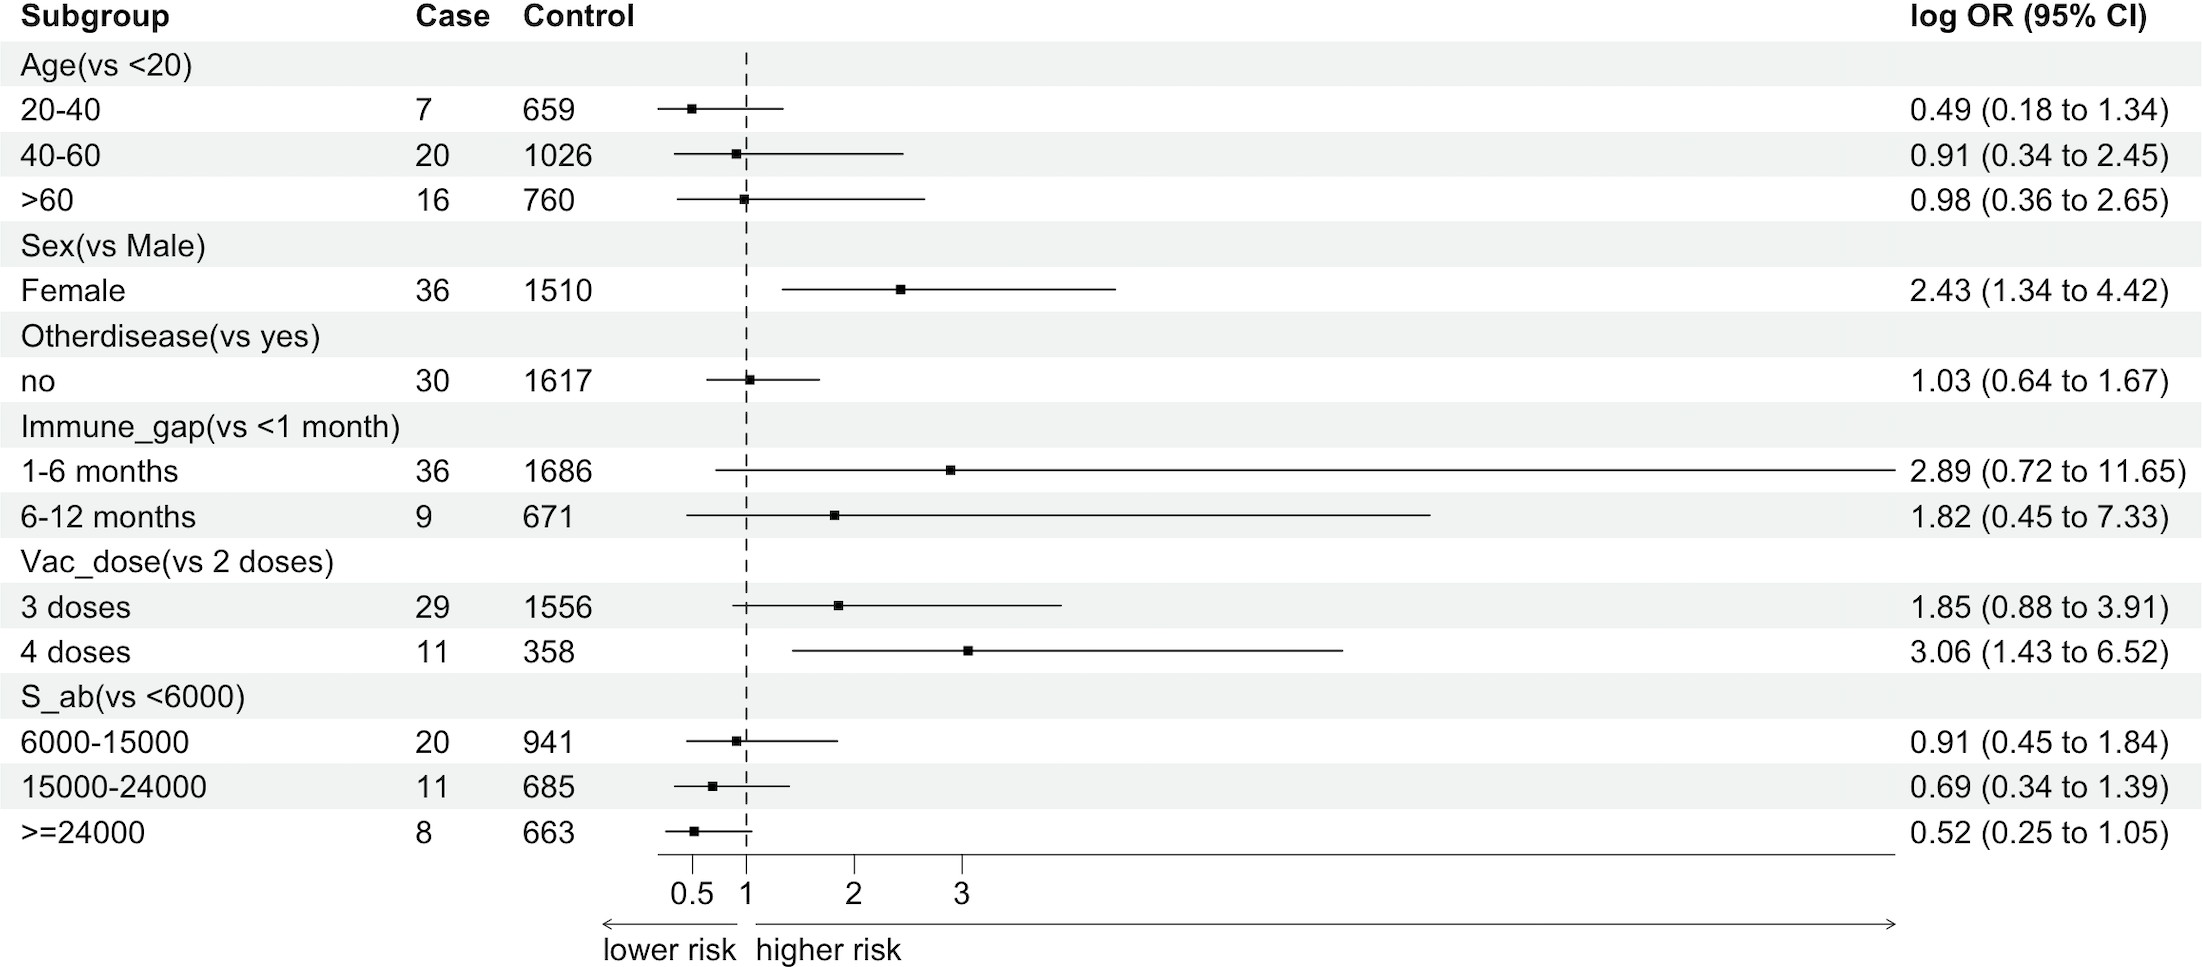 Subgroup Case Control log OR (95% CI)
Age(vs <20)
20-40 7 659 0.49 (0.18 to 1.34)
40-60 20 1026 0.91 (0.34 to 2.45)
>60 16 760 0.98 (0.36 to 2.65)
Sex(vs Male)
Female 36 1510 2.43 (1.34 to 4.42)
Otherdisease(vs yes)
no 30 1617 1.03 (0.64 to 1.67)
Immune_gap(vs <1 month)
1-6 months 36 1686 2.89 (0.72 to 11.65)
6-12 months 9 671 1.82 (0.45 to 7.33)
Vac_dose(vs 2 doses)
3 doses 29 1556 1.85 (0.88 to 3.91)
4 doses 11 358 3.06 (1.43 to 6.52)
S_ab(vs <6000)
6000-15000 20 941 0.91 (0.45 to 1.84)
15000-24000 11 685 0.69 (0.34 to 1.39)
>=24000 8 663 0.52 (0.25 to 1.05)
0.5 1 2 3
lower risk higher risk